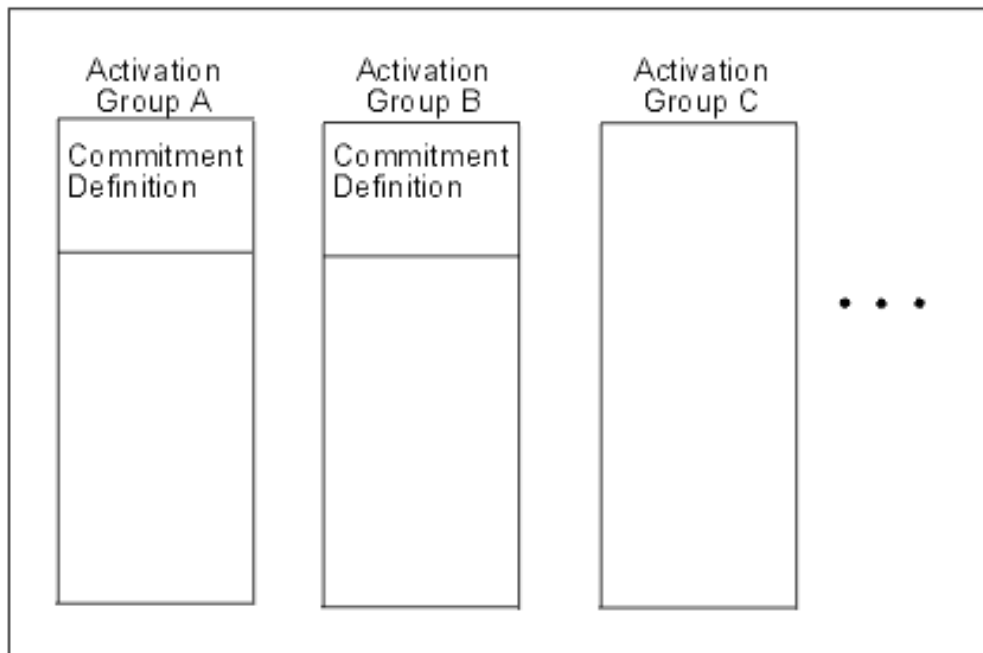 Activation
Group A
Activation
Group B
Activation
Group C
Commitment
Definition
Commitment
Definition